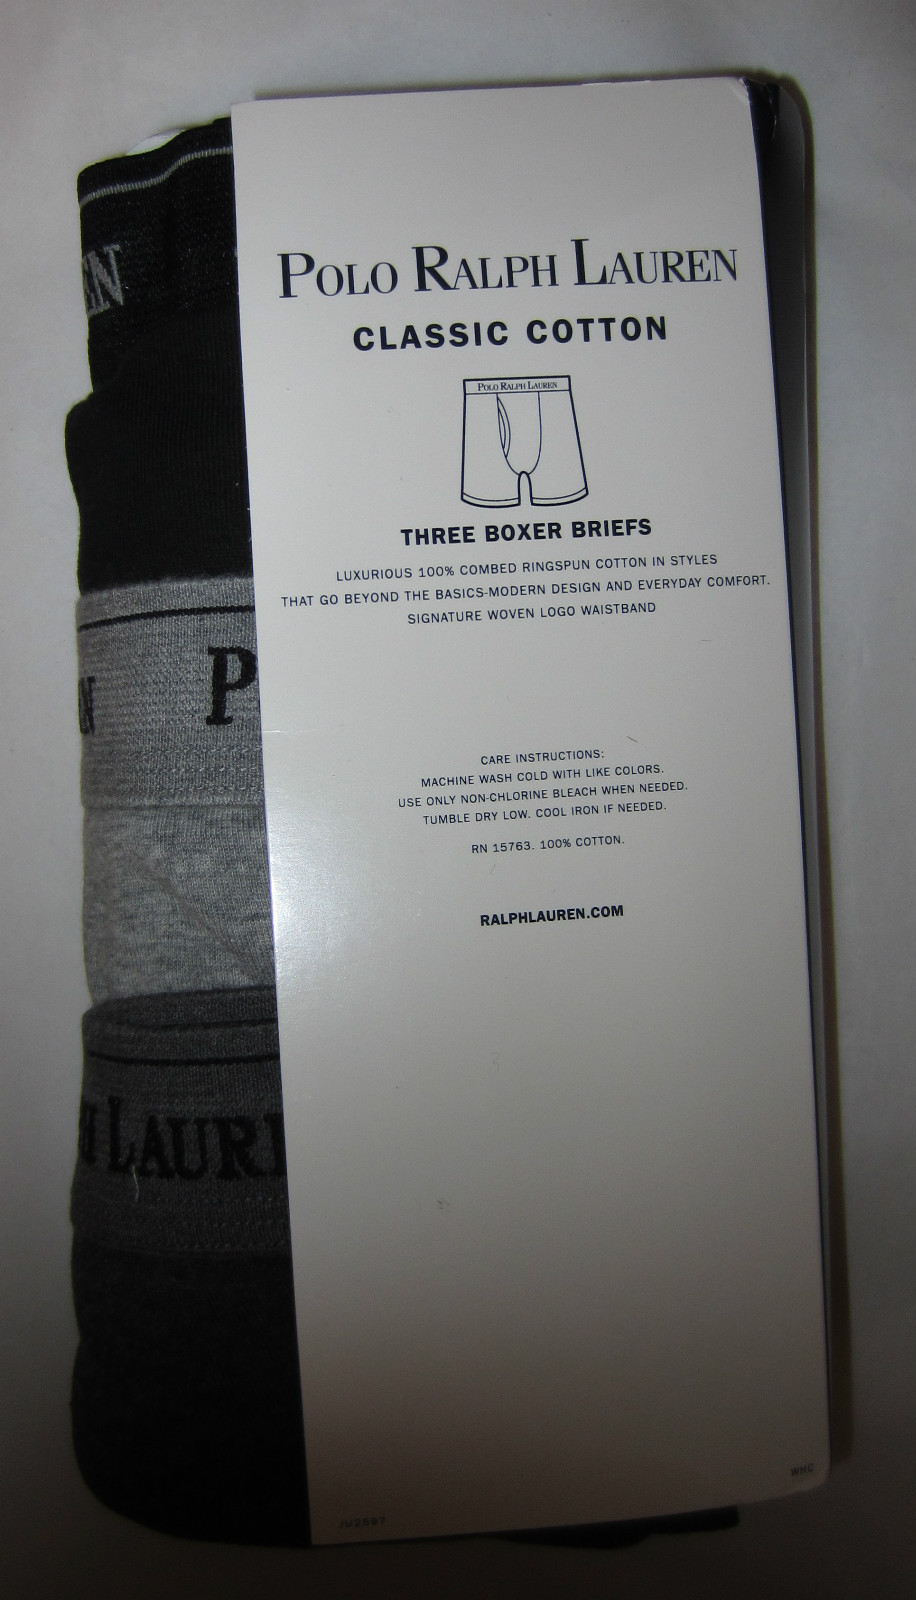 POLO RALPH LAUREN
CLASSIC COTTON
POLO RALPH LAUREN
THREE BOXER BRIEFS
LUXURIOUS 100% COMBED RINGSPUN COTTON IN STYLES
THAT GO BEYOND THE BASICS-MODERN DESIGN AND EVERYDAY COMFORT.
SIGNATURE WOVEN LOGO WAISTBAND
CARE INSTRUCTIONS:
MACHINE WASH COLD WITH LIKE COLORS.
USE ONLY NON-CHLORINE BLEACH WHEN NEEDED.
TUMBLE DRY LOW. COOL IRON IF NEEDED.
RN 15763. 100% COTTON.
RALPHLAUREN.COM
EN
EN P
H LAURE
WHC